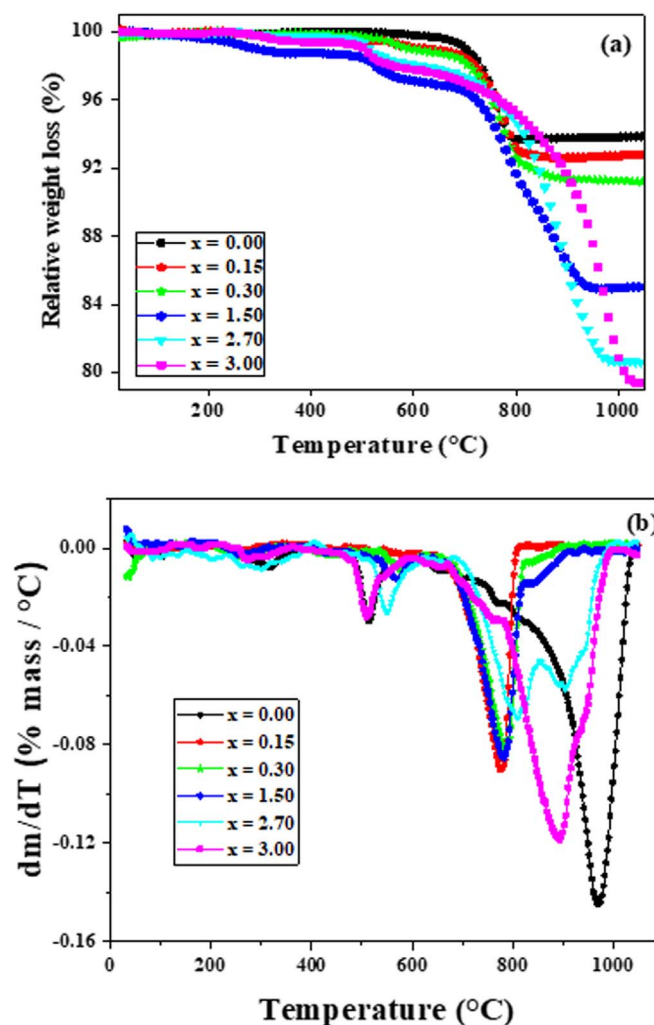 (a)
Relative weight loss (%)
100
96
92
88
84
80
x = 0.00
x = 0.15
x = 0.30
x = 1.50
x = 2.70
x = 3.00
200
400
600
800
1000
Temperature (°C)
(b)
dm/dT (% mass / °C)
0.00
-0.04
-0.08
-0.12
-0.16
x = 0.00
x = 0.15
x = 0.30
x = 1.50
x = 2.70
x = 3.00
0
200
400
600
800
1000
Temperature (°C)